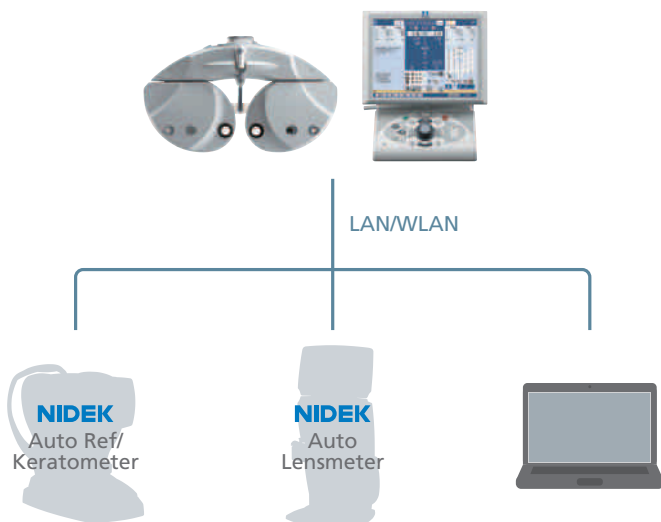 LAN/WLAN
NIDEK
Auto Ref/
Keratometer
NIDEK
Auto
Lensmeter